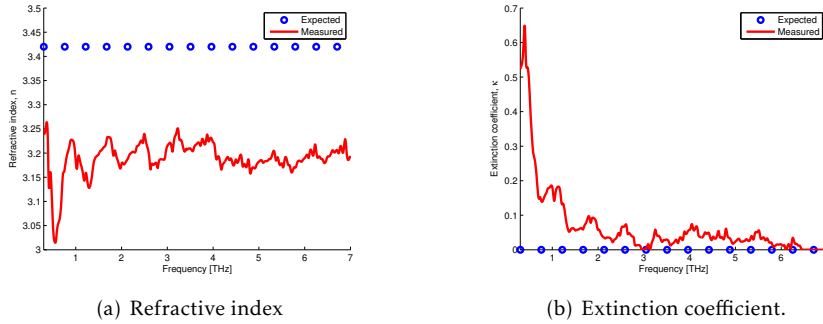 3.5
3.45
3.4
3.35
3.3
3.25
3.2
3.15
3.1
3.05
3
Refractive index, n
Expected
Measured
1 2 3 4 5 6 7
Frequency [THz]
(a) Refractive index
0.7
0.6
0.5
0.4
0.3
0.2
0.1
0
Extinction coefficient, κ
Expected
Measured
1 2 3 4 5 6
Frequency [THz]
(b) Extinction coefficient.